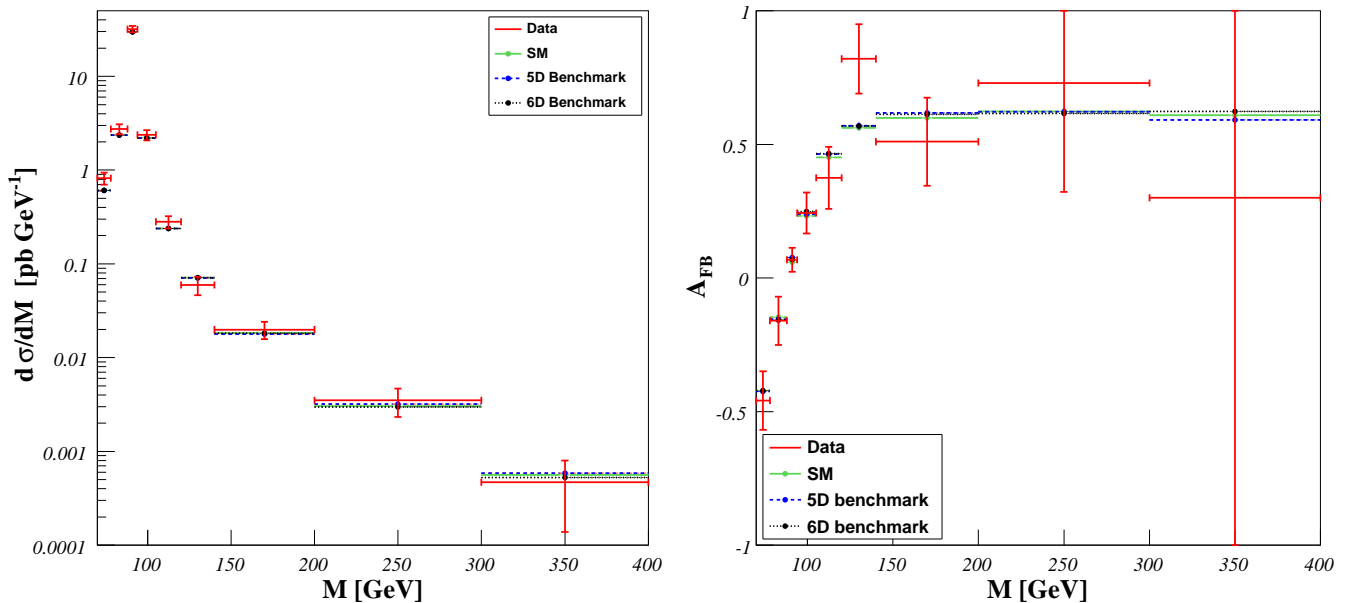 Data
SM
5D Benchmark
6D Benchmark
10
1
0.1
0.01
0.001
0.0001
100
150
200
250
300
350
400
M [GeV]
d σ/dM [pb GeV⁻¹]
1
0.5
0
-0.5
-1
100
150
200
250
300
350
400
M [GeV]
A_FB
Data
SM
5D benchmark
6D benchmark